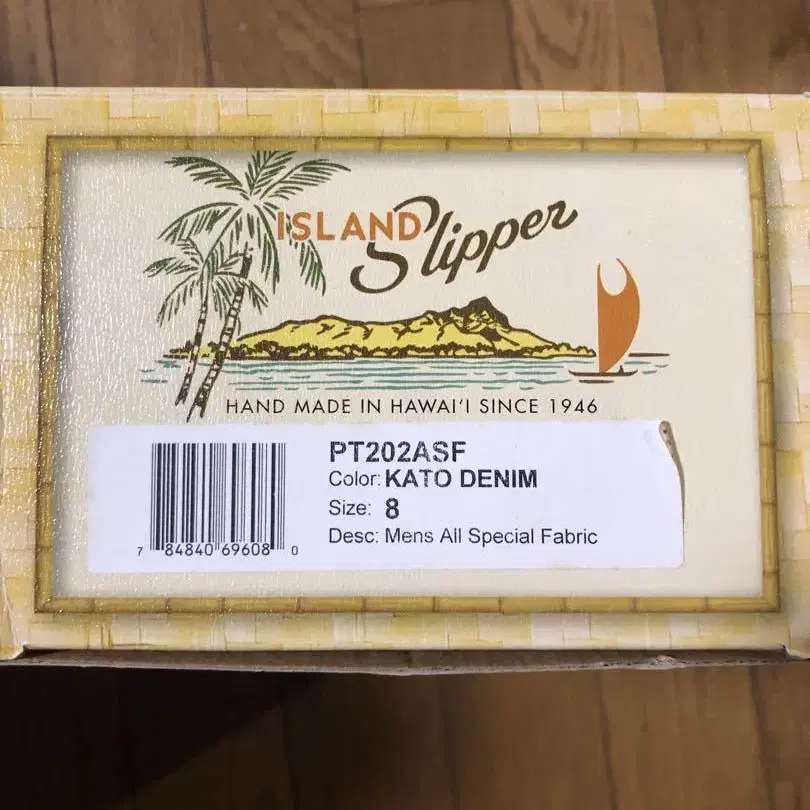 ISLAND Slipper
HAND MADE IN HAWAI'I SINCE 1946
PT202ASF
Color: KATO DENIM
Size: 8
Desc: Mens All Special Fabric
7 84840 69608 0